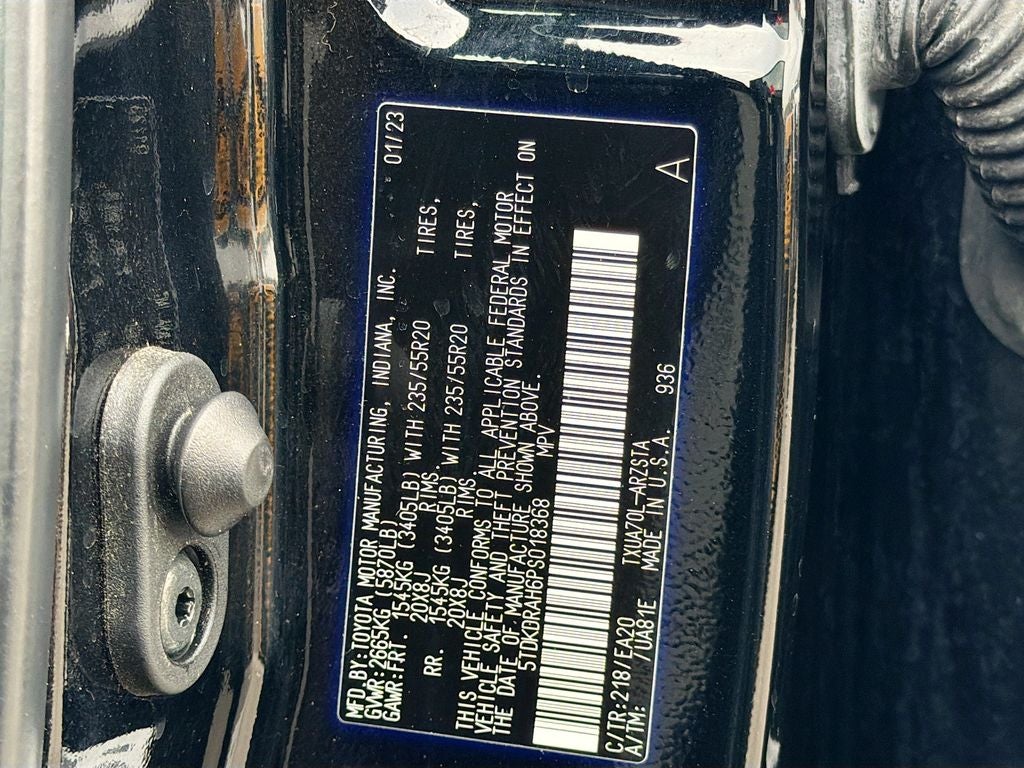 MFD.BY:TOYOTA MOTOR MANUFACTURING, INDIANA, INC. 01/23
GVWR:2665KG (5870LB)
GAWR:FRT. 1545KG (3405LB) WITH 235/55R20 TIRES,
20X8J RIMS,
RR. 1545KG (3405LB) WITH 235/55R20 TIRES,
20X8J RIMS,
THIS VEHICLE CONFORMS TO ALL APPLICABLE FEDERAL MOTOR
VEHICLE SAFETY AND THEFT PREVENTION STANDARDS IN EFFECT ON
THE DATE OF MANUFACTURE SHOWN ABOVE.
5TDKDRAH6PS018368 MPV
C/TR:218/EA20 TXUA70L-ARZSTA 936 A
A/TM: /UA81E MADE IN U.S.A.